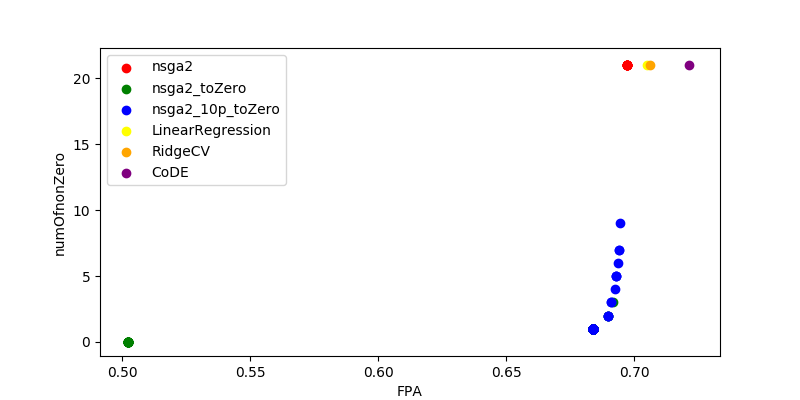 nsga2
nsga2_toZero
nsga2_10p_toZero
LinearRegression
RidgeCV
CoDE
20
15
10
5
0
numOfnonZero
0.50
0.55
0.60
0.65
0.70
FPA